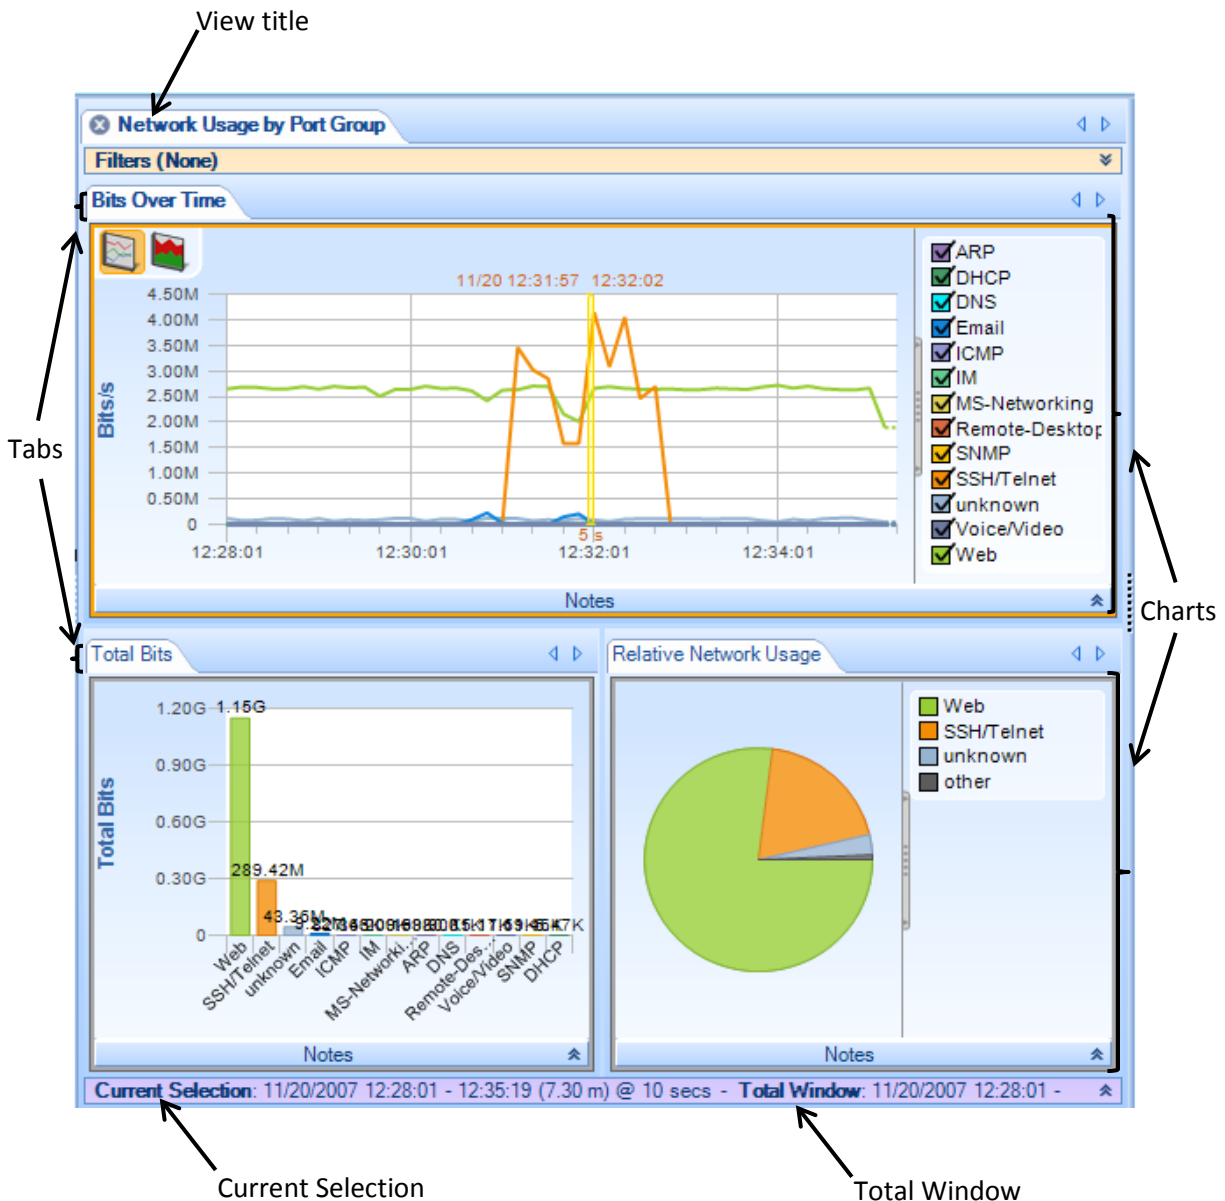 View title
Network Usage by Port Group
Filters (None)
Bits Over Time
11/20 12:31:57 12:32:02
4.50M
4.00M
3.50M
3.00M
2.50M
2.00M
1.50M
1.00M
0.50M
0
Bits/s
5 s
12:28:01 12:30:01 12:32:01 12:34:01
ARP
DHCP
DNS
Email
ICMP
IM
MS-Networking
Remote-Desktop
SNMP
SSH/Telnet
unknown
Voice/Video
Web
Notes
Tabs
Charts
Total Bits
1.20G
0.90G
0.60G
0.30G
0
Total Bits
1.15G
289.42M
43.35M
Web
SSH/Telnet
unknown
Email
ICMP
IM
MS-Networki...
ARP
DNS
Remote-Des...
Voice/Video
SNMP
DHCP
Notes
Relative Network Usage
Web
SSH/Telnet
unknown
other
Notes
Current Selection: 11/20/2007 12:28:01 - 12:35:19 (7.30 m) @ 10 secs - Total Window: 11/20/2007 12:28:01 -
Current Selection
Total Window